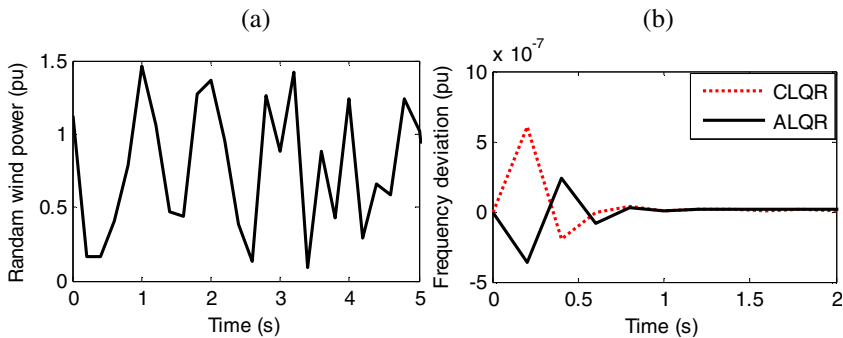 (a)
Randam wind power (pu)
1.5
1
0.5
0
0
1
2
3
4
5
Time (s)
(b)
x 10
-7
Frequency deviation (pu)
10
5
0
-5
0
0.5
1
1.5
2
Time (s)
CLQR
ALQR